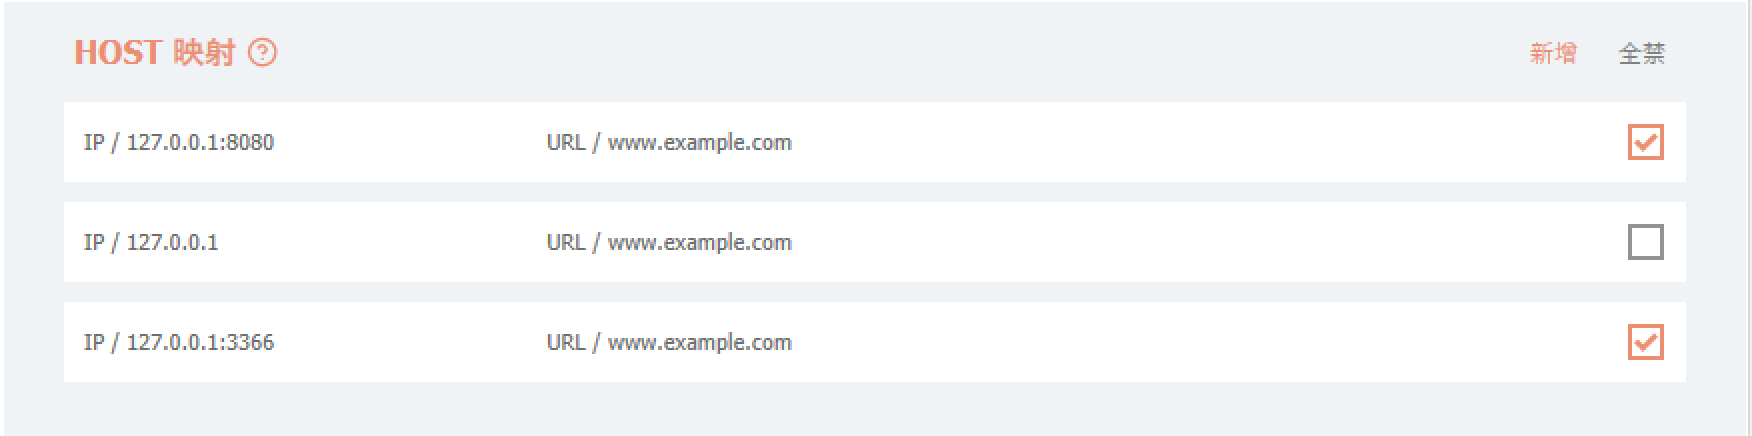 HOST 映射 ?
新增 全禁
IP / 127.0.0.1:8080 URL / www.example.com
IP / 127.0.0.1 URL / www.example.com
IP / 127.0.0.1:3366 URL / www.example.com